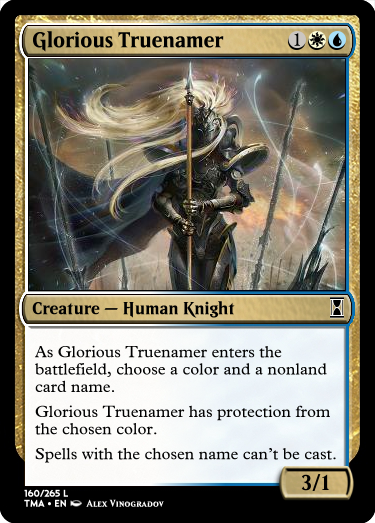 Glorious Truenamer 1
Creature — Human Knight
As Glorious Truenamer enters the
battlefield, choose a color and a nonland
card name.
Glorious Truenamer has protection from
the chosen color.
Spells with the chosen name can't be cast.
3/1
160/265 L
TMA • EN Alex Vinogradov